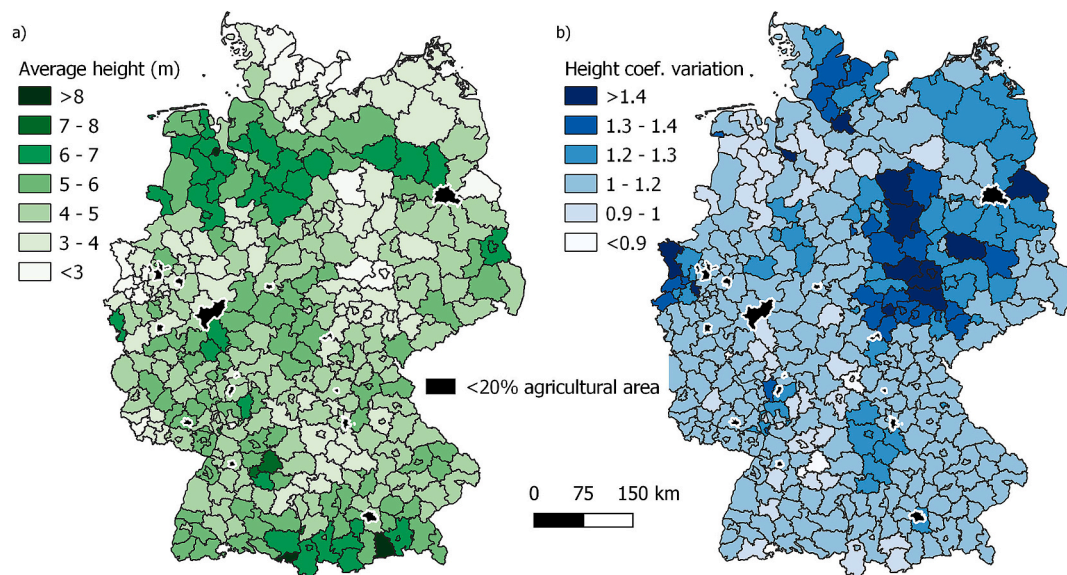 a)
Average height (m)
>8
7 - 8
6 - 7
5 - 6
4 - 5
3 - 4
<3
b)
Height coef. variation
>1.4
1.3 - 1.4
1.2 - 1.3
1 - 1.2
0.9 - 1
<0.9
<20% agricultural area
0 75 150 km